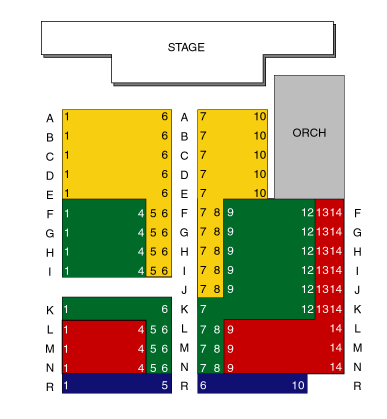 STAGE
ORCH
A 1 6 A 7 10
B 1 6 B 7 10
C 1 6 C 7 10
D 1 6 D 7 10
E 1 6 E 7 10
F 1 4 5 6 F 7 8 9 12 13 14 F
G 1 4 5 6 G 7 8 9 12 13 14 G
H 1 4 5 6 H 7 8 9 12 13 14 H
I 1 4 5 6 I 7 8 9 12 13 14 I
J 7 8 9 12 13 14 J
K 1 6 K 7 12 13 14 K
L 1 4 5 6 L 7 8 9 14 L
M 1 4 5 6 M 7 8 9 14 M
N 1 4 5 6 N 7 8 9 14 N
R 1 5 R 6 10 R